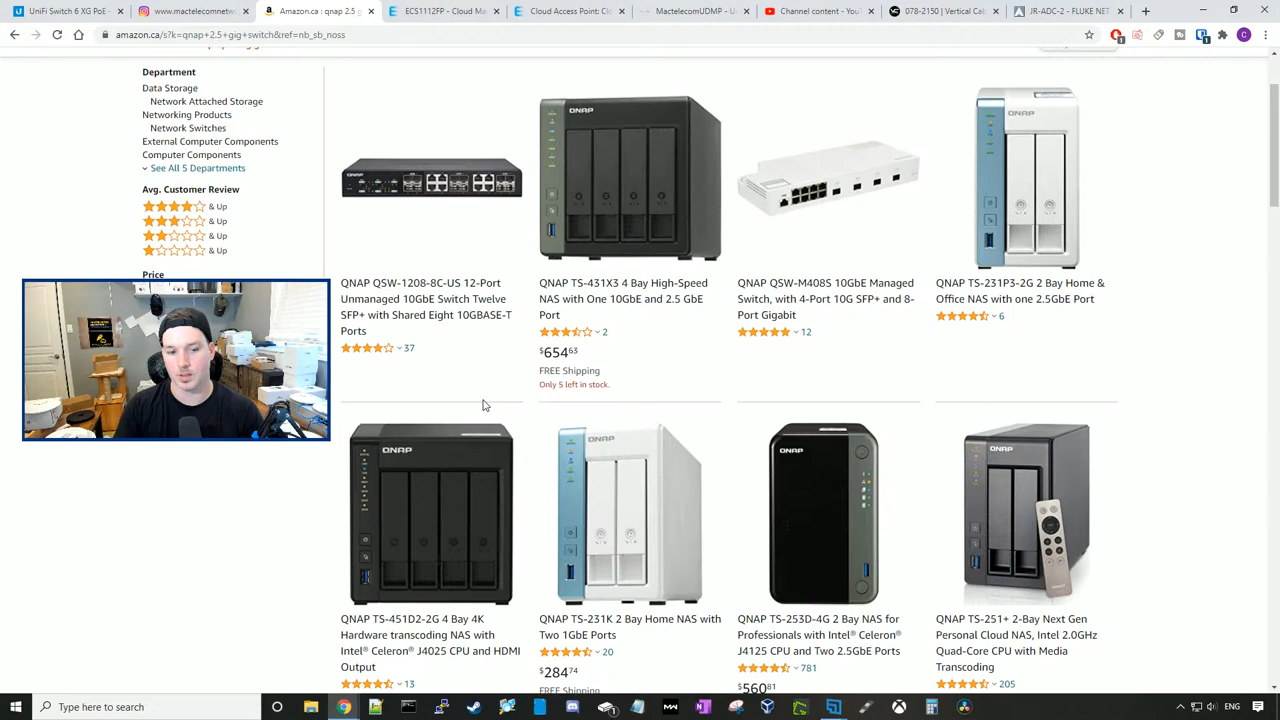 UniFi Switch 6 XG PoE
www.mactelecomnetw
Amazon.ca : qnap 2.5 g
ECS1112FP - Cloud Ma
Cloud Access Point: Clo
MactelecomUDMP - U
Channel content - You
078-2150 | Vertical Cab
JR-ADC-2 – FLUKE NET
amazon.ca/s?k=qnap+2.5+gig+switch&ref=nb_sb_noss
Department
Data Storage
Network Attached Storage
Networking Products
Network Switches
External Computer Components
Computer Components
See All 5 Departments
Avg. Customer Review
& Up
& Up
& Up
& Up
Price
QNAP
QNAP
QNAP
QNAP QSW-1208-8C-US 12-Port
Unmanaged 10GbE Switch Twelve
SFP+ with Shared Eight 10GBASE-T
Ports
37
QNAP TS-431X3 4 Bay High-Speed
NAS with One 10GbE and 2.5 GbE
Port
2
$654.63
FREE Shipping
Only 5 left in stock.
QNAP QSW-M408S 10GbE Managed
Switch, with 4-Port 10G SFP+ and 8-
Port Gigabit
12
QNAP TS-231P3-2G 2 Bay Home &
Office NAS with one 2.5GbE Port
6
QNAP
QNAP
QNAP
QNAP
QNAP TS-451D2-2G 4 Bay 4K
Hardware transcoding NAS with
Intel® Celeron® J4025 CPU and HDMI
Output
13
QNAP TS-231K 2 Bay Home NAS with
Two 1GbE Ports
20
$284.74
FREE Shipping
QNAP TS-253D-4G 2 Bay NAS for
Professionals with Intel® Celeron®
J4125 CPU and Two 2.5GbE Ports
781
$560.81
QNAP TS-251+ 2-Bay Next Gen
Personal Cloud NAS, Intel 2.0GHz
Quad-Core CPU with Media
Transcoding
205
Type here to search
ENG